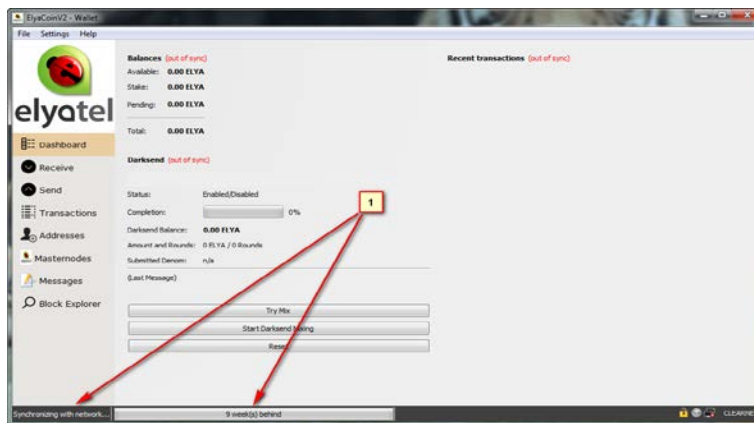 ElyaCoinV2 - Wallet
File Settings Help
elyatel
Dashboard
Receive
Send
Transactions
Addresses
Masternodes
Messages
Block Explorer
Balances (out of sync)
Available: 0.00 ELYA
Stake: 0.00 ELYA
Pending: 0.00 ELYA
Total: 0.00 ELYA
Recent transactions (out of sync)
Darksend (out of sync)
Status: Enabled/Disabled
Completion: 0%
Darksend Balance: 0.00 ELYA
Amount and Rounds: 0 ELYA / 0 Rounds
Submitted Denom: n/a
(Last Message)
1
Try Mix
Start Darksend Mixing
Reset
Synchronizing with network...
9 week(s) behind